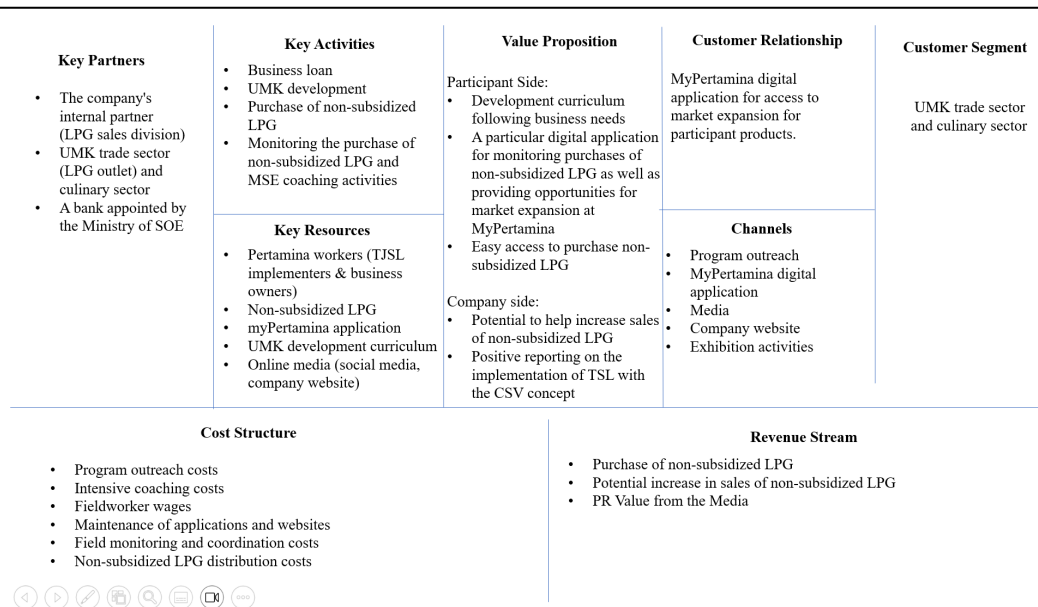 Key Partners
• The company's
internal partner
(LPG sales division)
• UMK trade sector
(LPG outlet) and
culinary sector
• A bank appointed by
the Ministry of SOE
Key Activities
• Business loan
• UMK development
• Purchase of non-subsidized
LPG
• Monitoring the purchase of
non-subsidized LPG and
MSE coaching activities
Key Resources
• Pertamina workers (TJSL
implementers & business
owners)
• Non-subsidized LPG
• myPertamina application
• UMK development curriculum
• Online media (social media,
company website)
Value Proposition
Participant Side:
• Development curriculum
following business needs
• A particular digital application
for monitoring purchases of
non-subsidized LPG as well as
providing opportunities for
market expansion at
MyPertamina
• Easy access to purchase non-
subsidized LPG
Company side:
• Potential to help increase sales
of non-subsidized LPG
• Positive reporting on the
implementation of TSL with
the CSV concept
Customer Relationship
MyPertamina digital
application for access to
market expansion for
participant products.
Channels
• Program outreach
• MyPertamina digital
application
• Media
• Company website
• Exhibition activities
Customer Segment
UMK trade sector
and culinary sector
Cost Structure
• Program outreach costs
• Intensive coaching costs
• Fieldworker wages
• Maintenance of applications and websites
• Field monitoring and coordination costs
• Non-subsidized LPG distribution costs
Revenue Stream
• Purchase of non-subsidized LPG
• Potential increase in sales of non-subsidized LPG
• PR Value from the Media